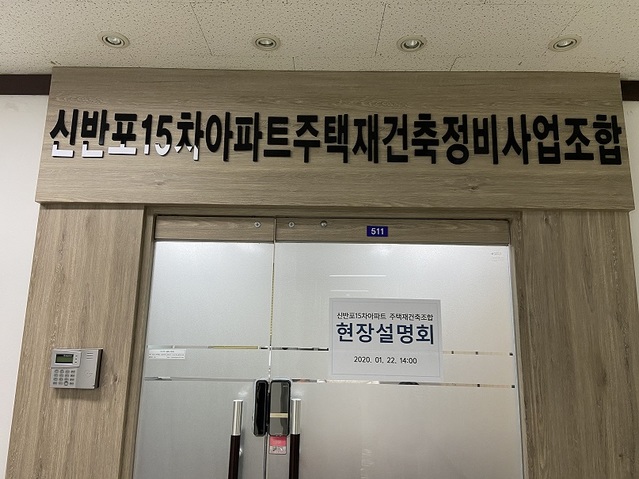 신반포15차아파트주택재건축정비사업조합
511
신반포15차아파트 주택재건축조합
현장설명회
2020. 01. 22. 14:00